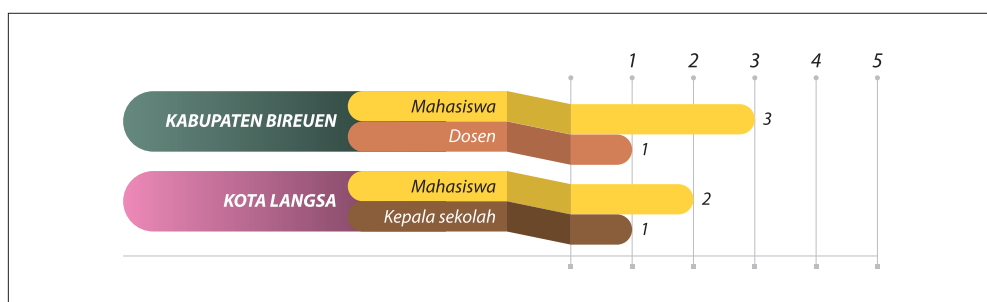 1 2 3 4 5
KABUPATEN BIREUEN
Mahasiswa 3
Dosen 1
KOTA LANGSA
Mahasiswa 2
Kepala sekolah 1